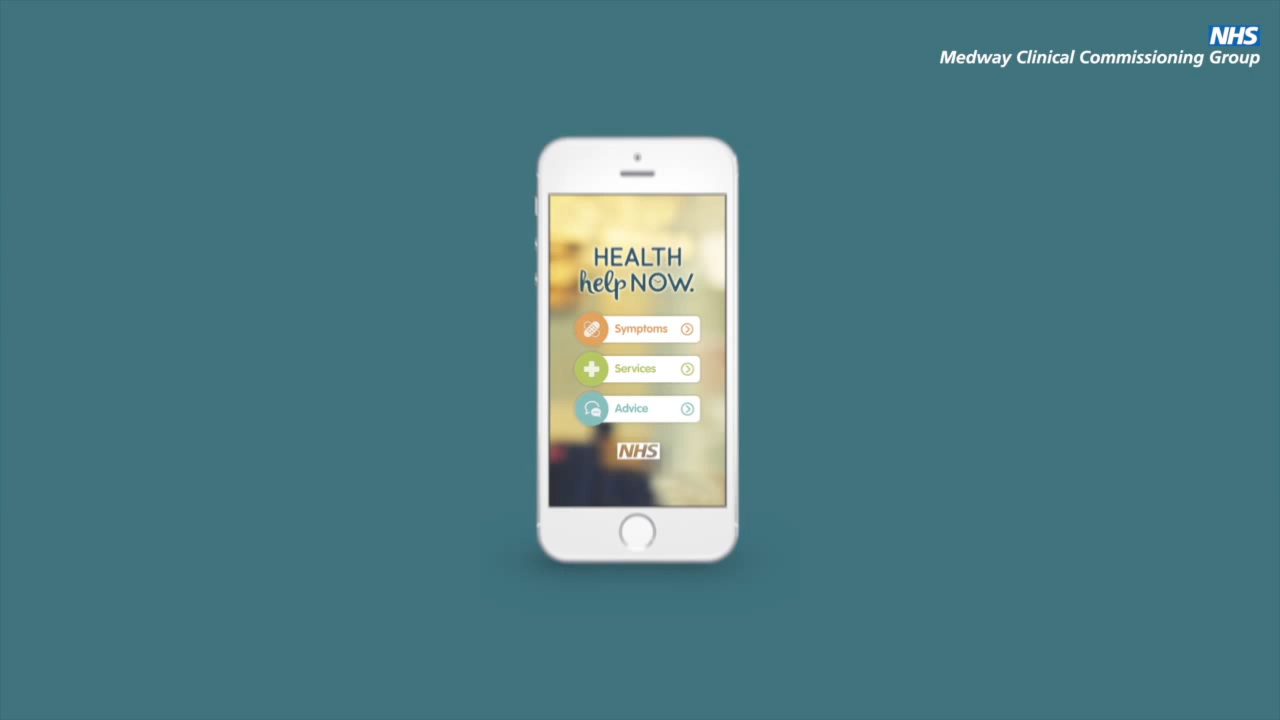 NHS
Medway Clinical Commissioning Group
HEALTH
help NOW.
Symptoms
Services
Advice
NHS